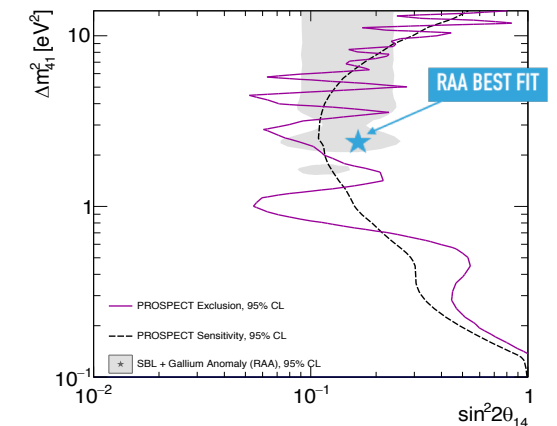 10
Δm²₄₁ [eV²]
RAA BEST FIT
1
PROSPECT Exclusion, 95% CL
PROSPECT Sensitivity, 95% CL
SBL + Gallium Anomaly (RAA), 95% CL
10⁻¹
10⁻² 10⁻¹ 1
sin²2θ₁₄